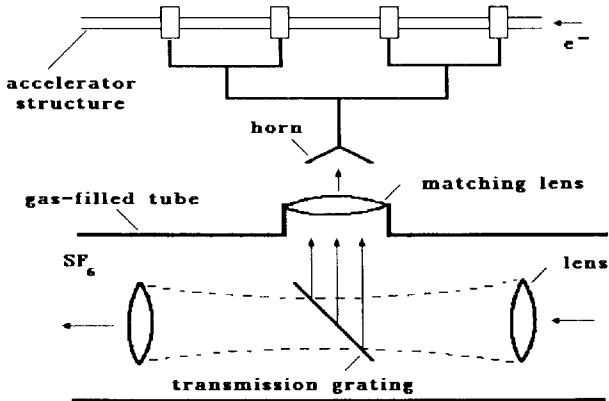 e⁻
accelerator
structure
horn
matching lens
gas-filled tube
SF₆
lens
transmission grating